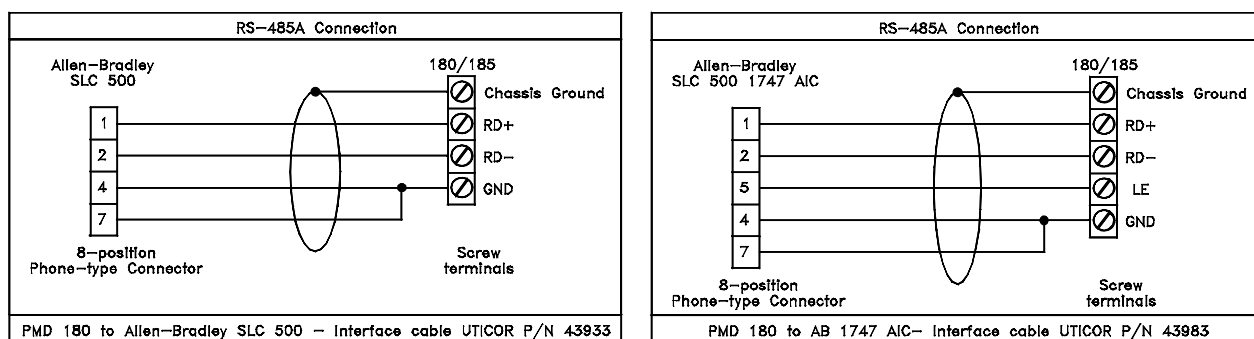 RS-485A Connection
Allen-Bradley
SLC 500
180/185
Chassis Ground
1
RD+
2
RD-
4
GND
7
8-position
Phone-type Connector
Screw
terminals
PMD 180 to Allen-Bradley SLC 500 - Interface cable UTICOR P/N 43933
RS-485A Connection
Allen-Bradley
SLC 500 1747 AIC
180/185
Chassis Ground
1
RD+
2
RD-
5
LE
4
GND
7
8-position
Phone-type Connector
Screw
terminals
PMD 180 to AB 1747 AIC- Interface cable UTICOR P/N 43983